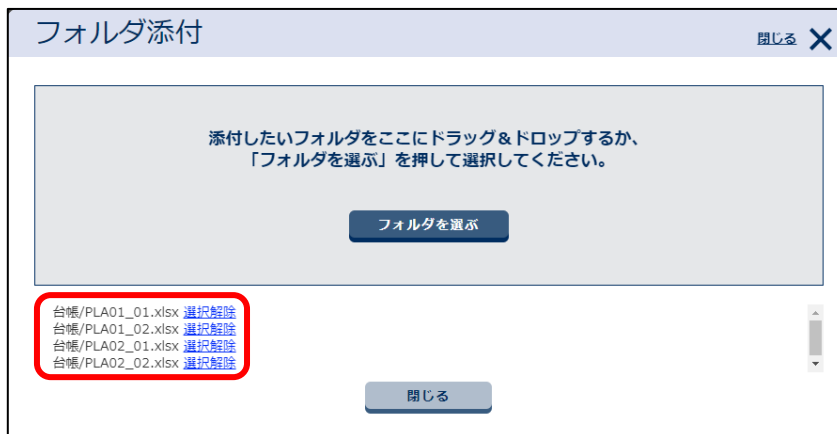 フォルダ添付
閉じる
添付したいフォルダをここにドラッグ＆ドロップするか、
「フォルダを選ぶ」を押して選択してください。
フォルダを選ぶ
台帳/PLA01_01.xlsx 選択解除
台帳/PLA01_02.xlsx 選択解除
台帳/PLA02_01.xlsx 選択解除
台帳/PLA02_02.xlsx 選択解除
閉じる